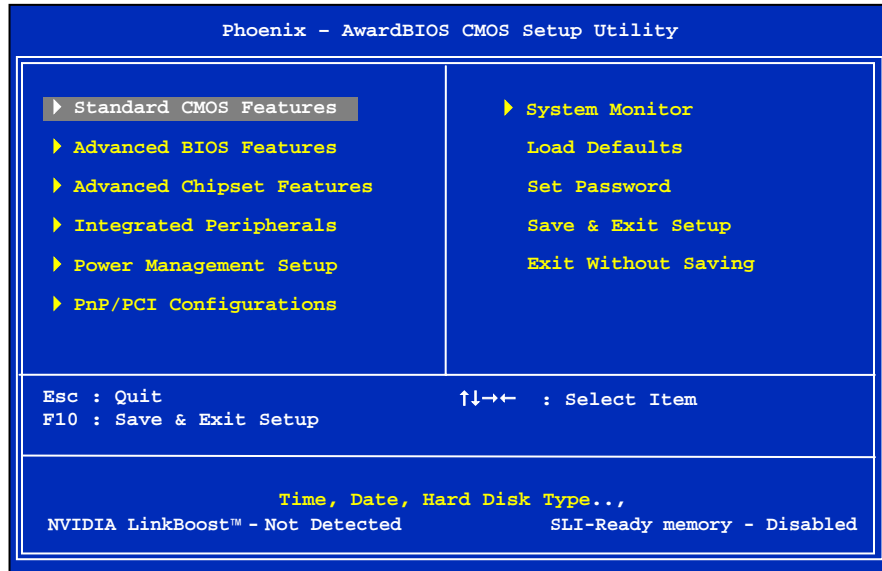 Phoenix – AwardBIOS CMOS Setup Utility
Standard CMOS Features
Advanced BIOS Features
Advanced Chipset Features
Integrated Peripherals
Power Management Setup
PnP/PCI Configurations
System Monitor
Load Defaults
Set Password
Save & Exit Setup
Exit Without Saving
Esc : Quit
F10 : Save & Exit Setup
↑↓→← : Select Item
Time, Date, Hard Disk Type..,
NVIDIA LinkBoost™ – Not Detected
SLI-Ready memory - Disabled